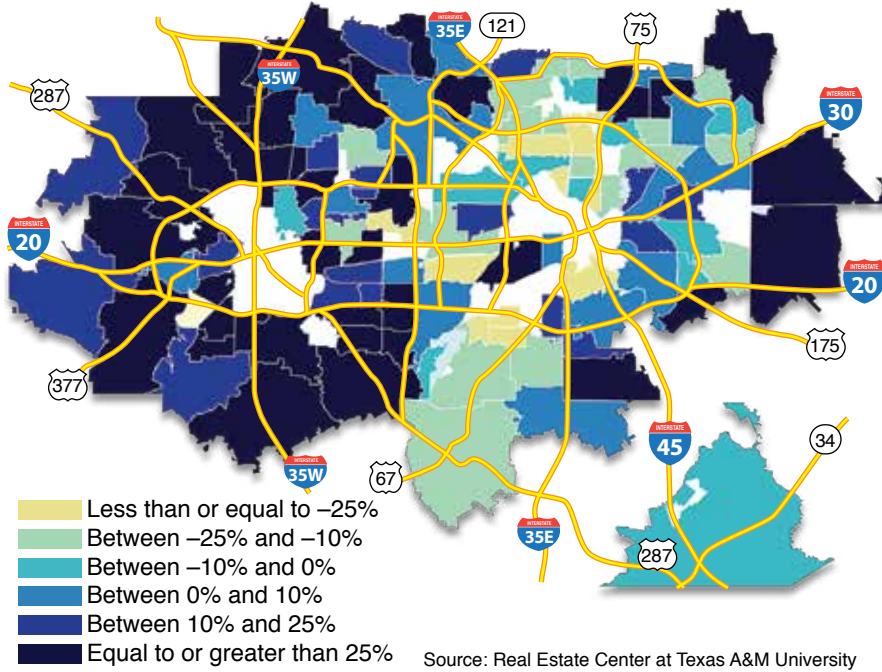 INTERSTATE
35E
121
75
INTERSTATE
35W
287
INTERSTATE
30
INTERSTATE
20
INTERSTATE
20
175
377
INTERSTATE
45
34
INTERSTATE
35W
67
INTERSTATE
35E
287
Less than or equal to –25%
Between –25% and –10%
Between –10% and 0%
Between 0% and 10%
Between 10% and 25%
Equal to or greater than 25%
Source: Real Estate Center at Texas A&M University